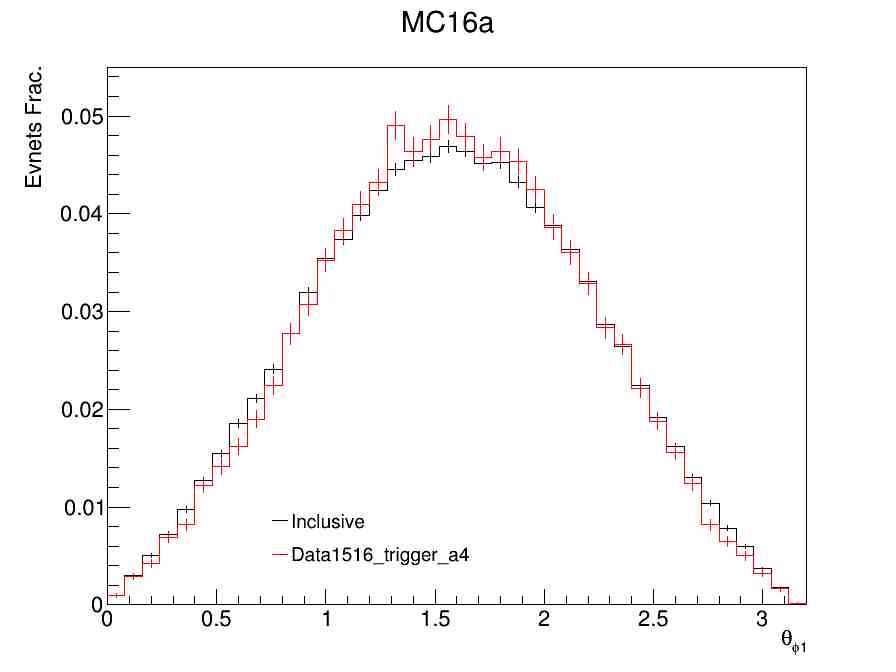 MC16a
Evnets Frac.
0.05
0.04
0.03
0.02
0.01
0
Inclusive
Data1516_trigger_a4
0 0.5 1 1.5 2 2.5 3
θϕ1